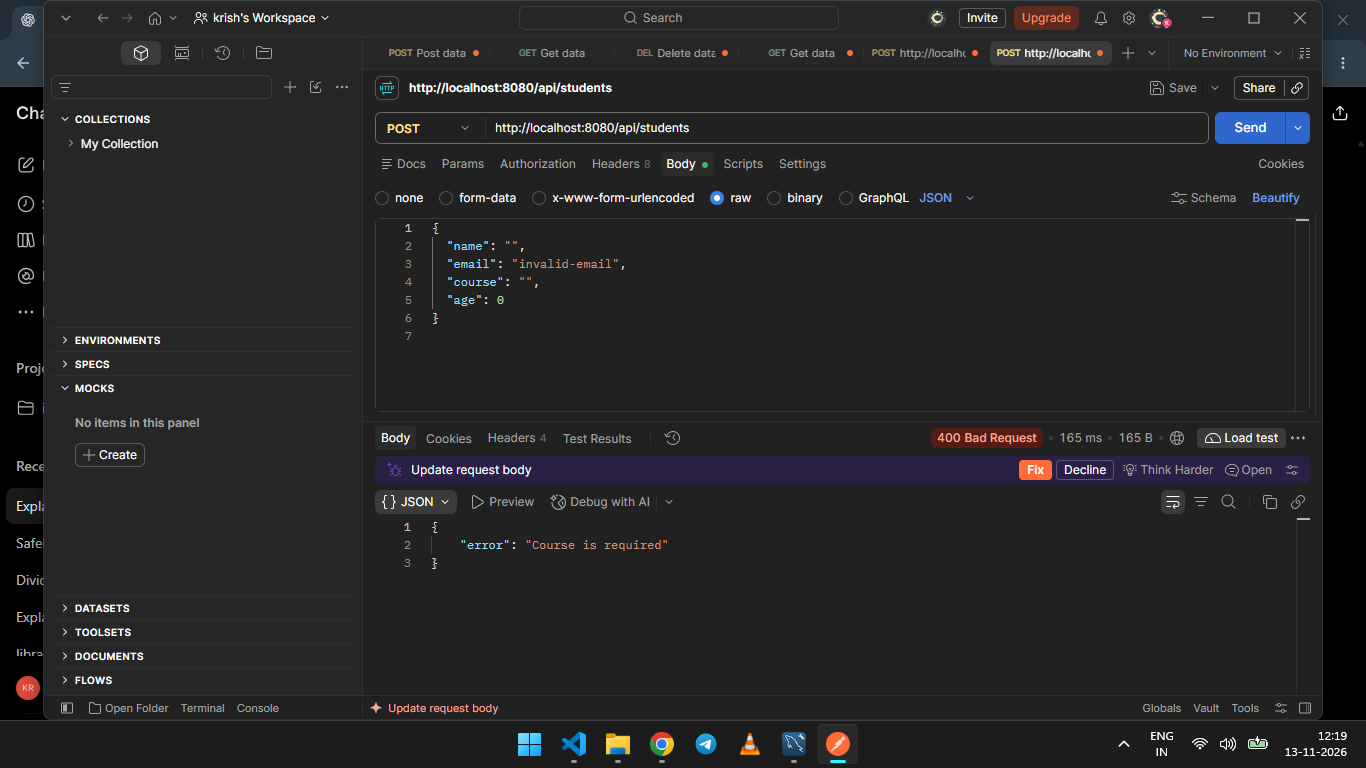 krish's Workspace
Search
Invite
Upgrade
POST Post data
GET Get data
DEL Delete data
GET Get data
POST http://localh
POST http://localh
No Environment
http://localhost:8080/api/students
Save
Share
POST
http://localhost:8080/api/students
Send
Docs
Params
Authorization
Headers 8
Body
Scripts
Settings
Cookies
none
form-data
x-www-form-urlencoded
raw
binary
GraphQL
JSON
Schema
Beautify
1 {
2 "name": "",
3 "email": "invalid-email",
4 "course": "",
5 "age": 0
6 }
7
COLLECTIONS
My Collection
ENVIRONMENTS
SPECS
MOCKS
No items in this panel
Create
DATASETS
TOOLSETS
DOCUMENTS
FLOWS
Body
Cookies
Headers 4
Test Results
400 Bad Request
165 ms
165 B
Load test
Update request body
Fix
Decline
Think Harder
Open
{} JSON
Preview
Debug with AI
1 {
2 "error": "Course is required"
3 }
Open Folder
Terminal
Console
Update request body
Globals
Vault
Tools
Cha
Proje
Rece
Expla
Safe
Divid
Expla
libra
KR
ENG
IN
12:19
13-11-2026